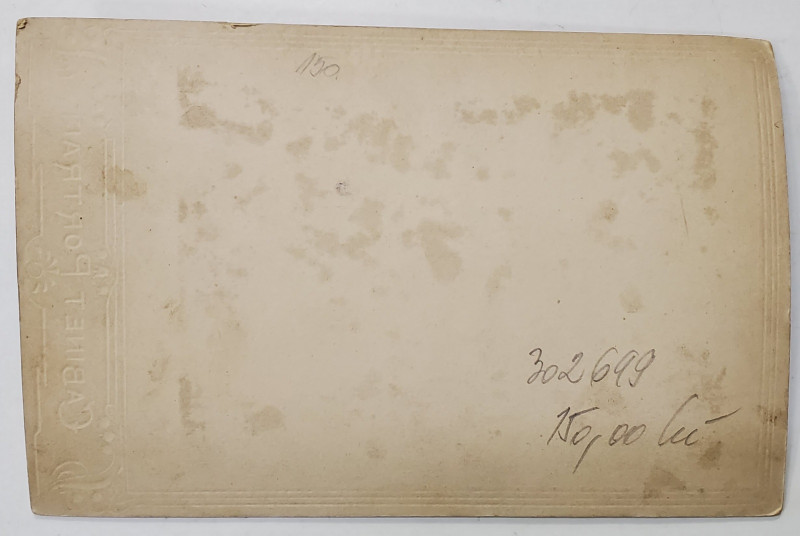 150.
CABINET PORTRAIT
302699
150,00 lei